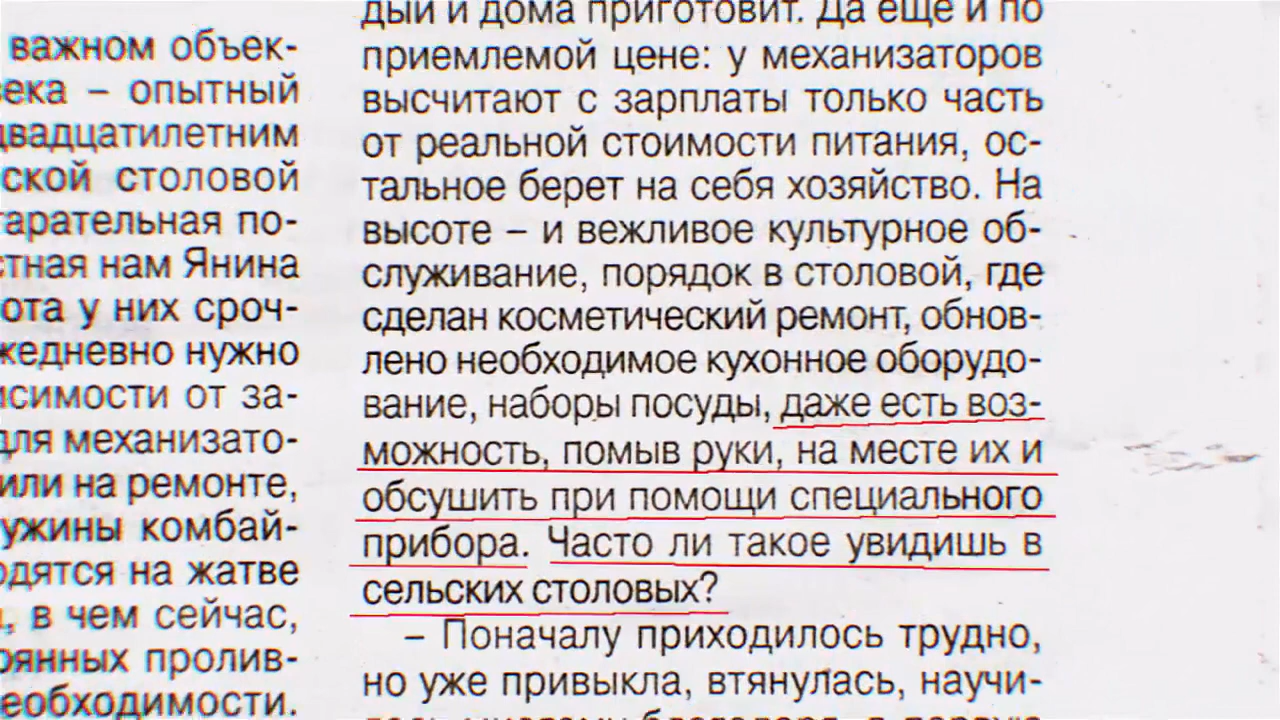 важном объек-
века – опытный
двадцатилетним
ской столовой
тарательная по-
стная нам Янина
ота у них сроч-
жедневно нужно
исимости от за-
для механизато-
или на ремонте,
ужины комбай-
одятся на жатве
, в чем сейчас,
оянных пролив-
еобходимости.
дый и дома приготовит. Да еще и по
приемлемой цене: у механизаторов
высчитают с зарплаты только часть
от реальной стоимости питания, ос-
тальное берет на себя хозяйство. На
высоте – и вежливое культурное об-
служивание, порядок в столовой, где
сделан косметический ремонт, обнов-
лено необходимое кухонное оборудо-
вание, наборы посуды, даже есть воз-
можность, помыв руки, на месте их и
обсушить при помощи специального
прибора. Часто ли такое увидишь в
сельских столовых?
– Поначалу приходилось трудно,
но уже привыкла, втянулась, научи-